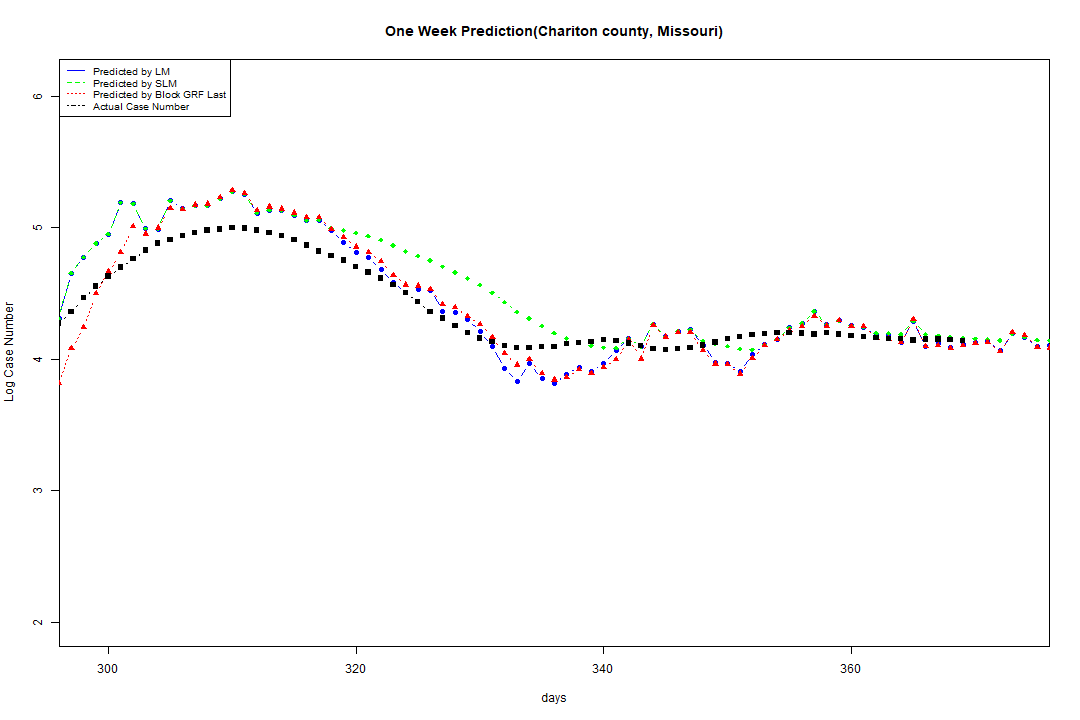 One Week Prediction(Chariton county, Missouri)
Predicted by LM
Predicted by SLM
Predicted by Block GRF Last
Actual Case Number
6
5
4
3
2
Log Case Number
300 320 340 360
days